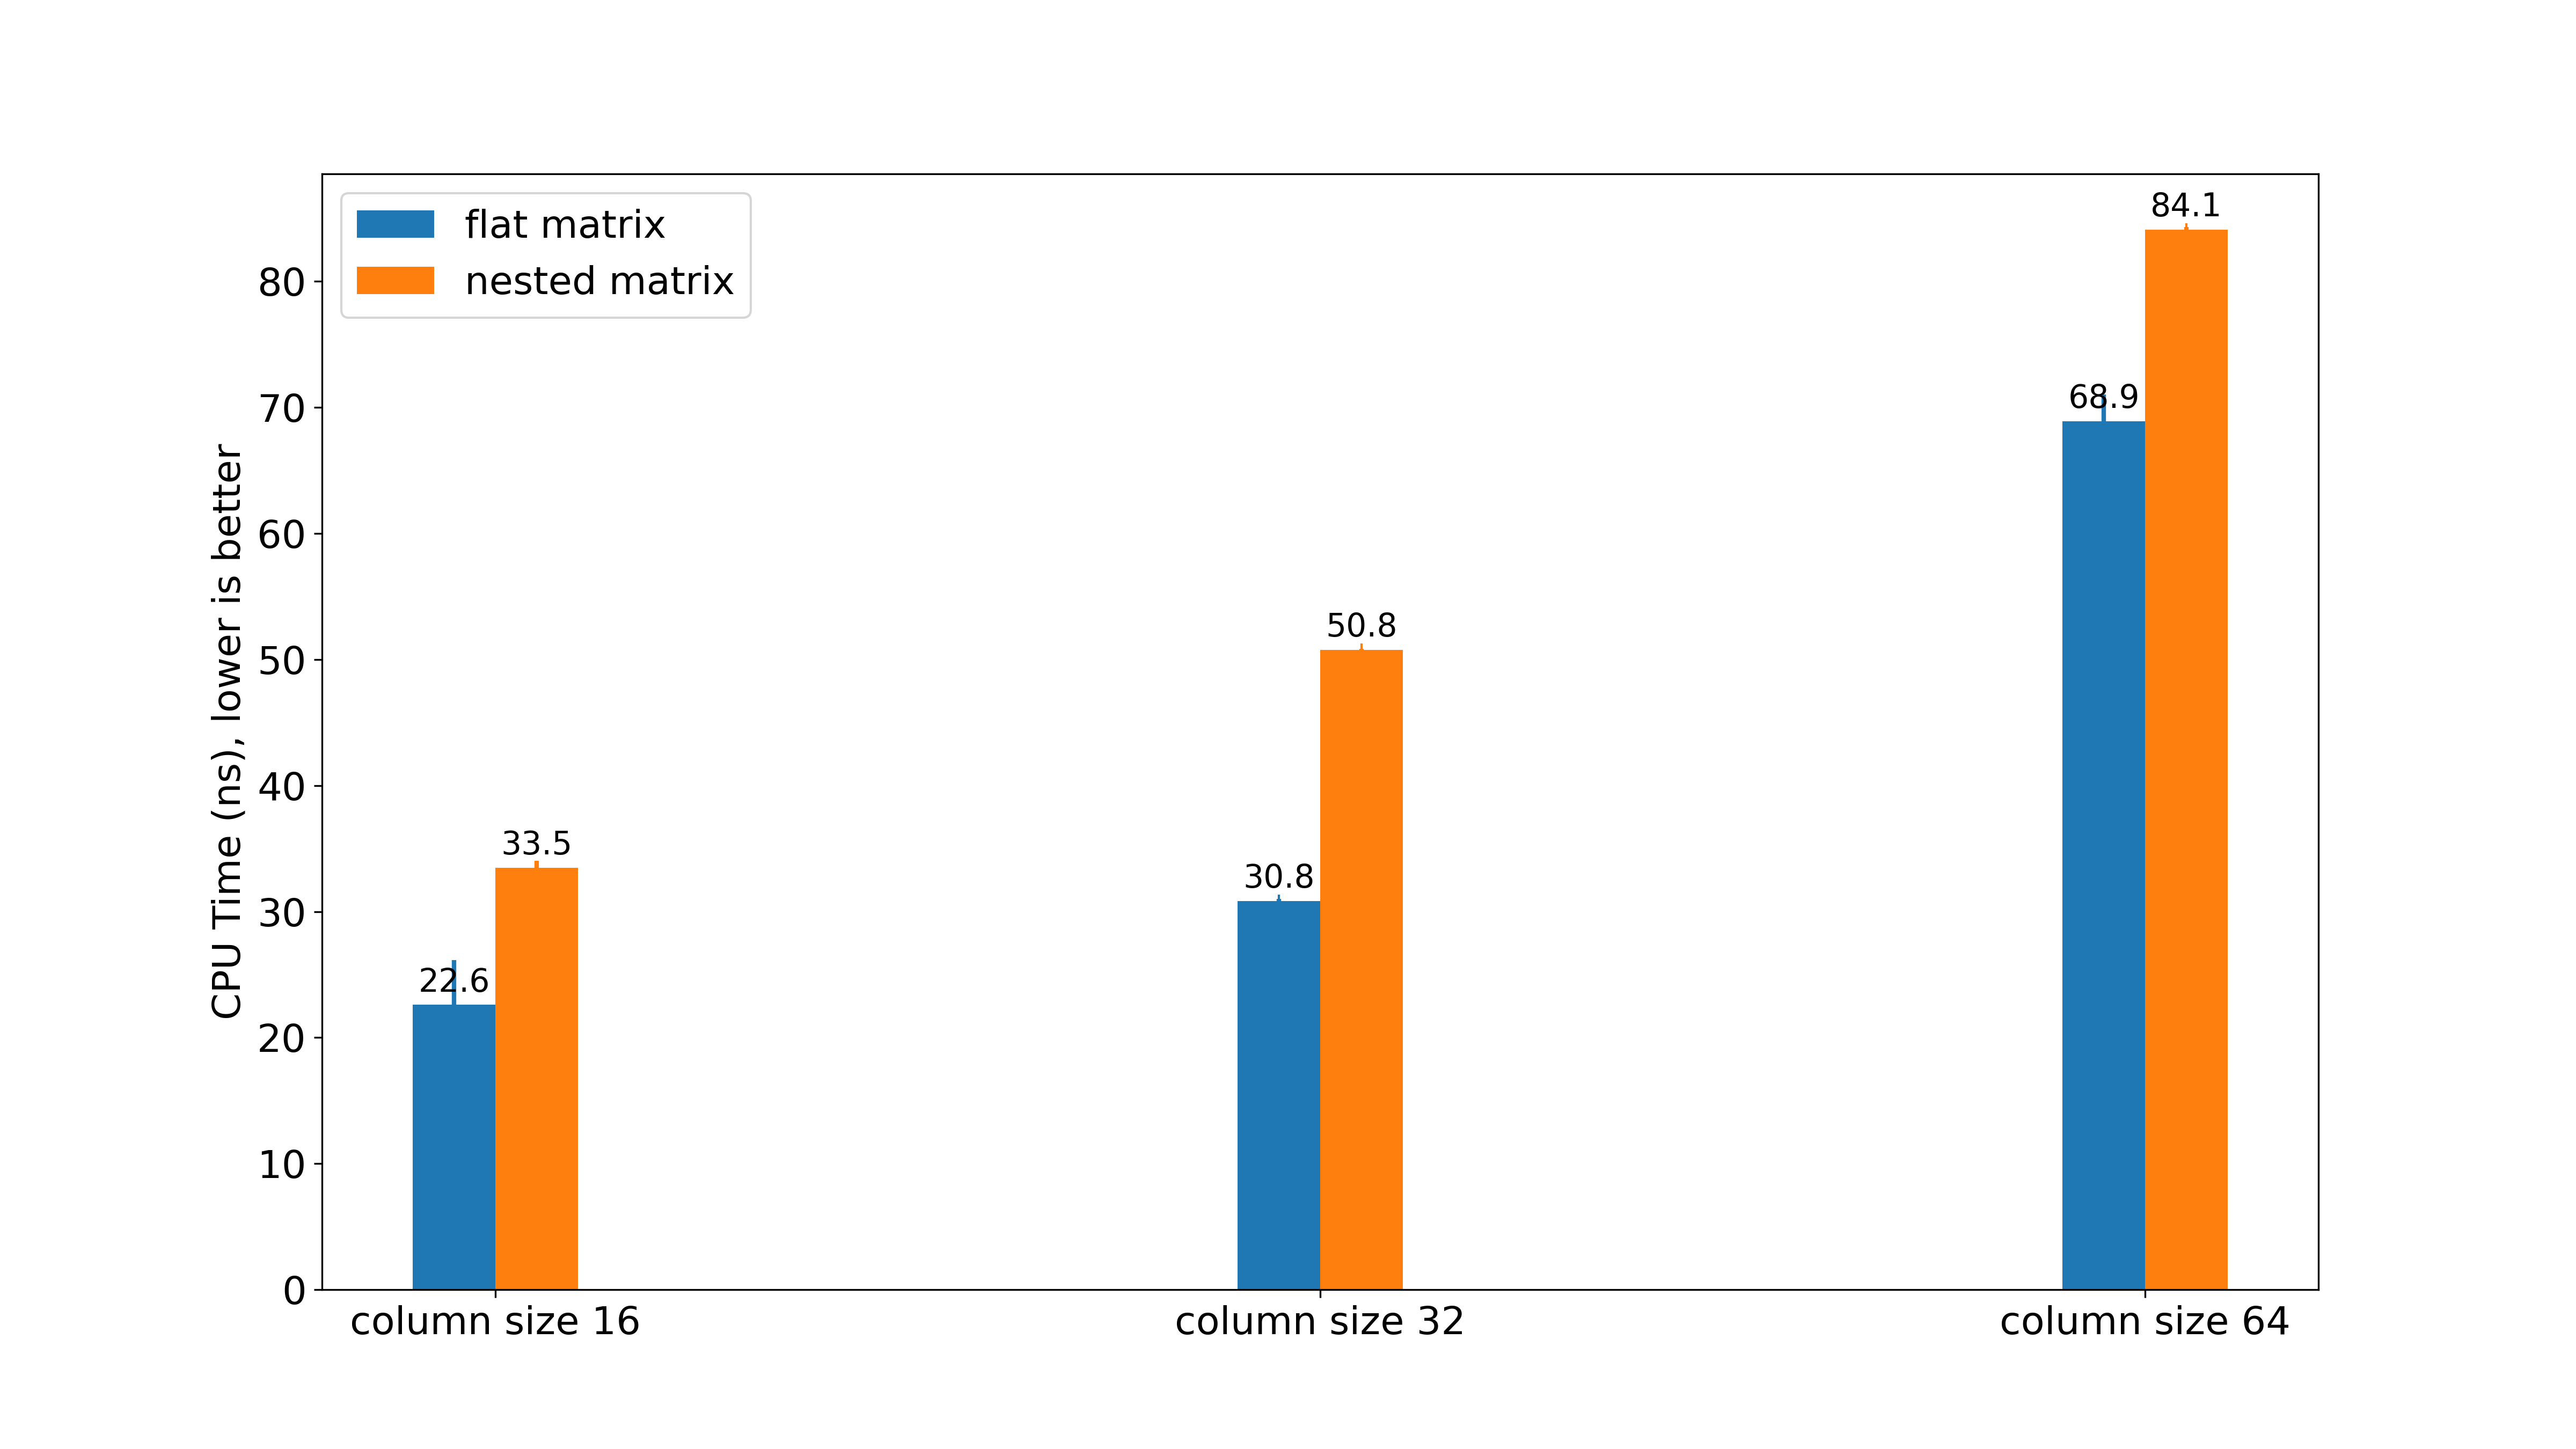 flat matrix
nested matrix
CPU Time (ns), lower is better
80
70
60
50
40
30
20
10
0
22.6
33.5
30.8
50.8
68.9
84.1
column size 16
column size 32
column size 64